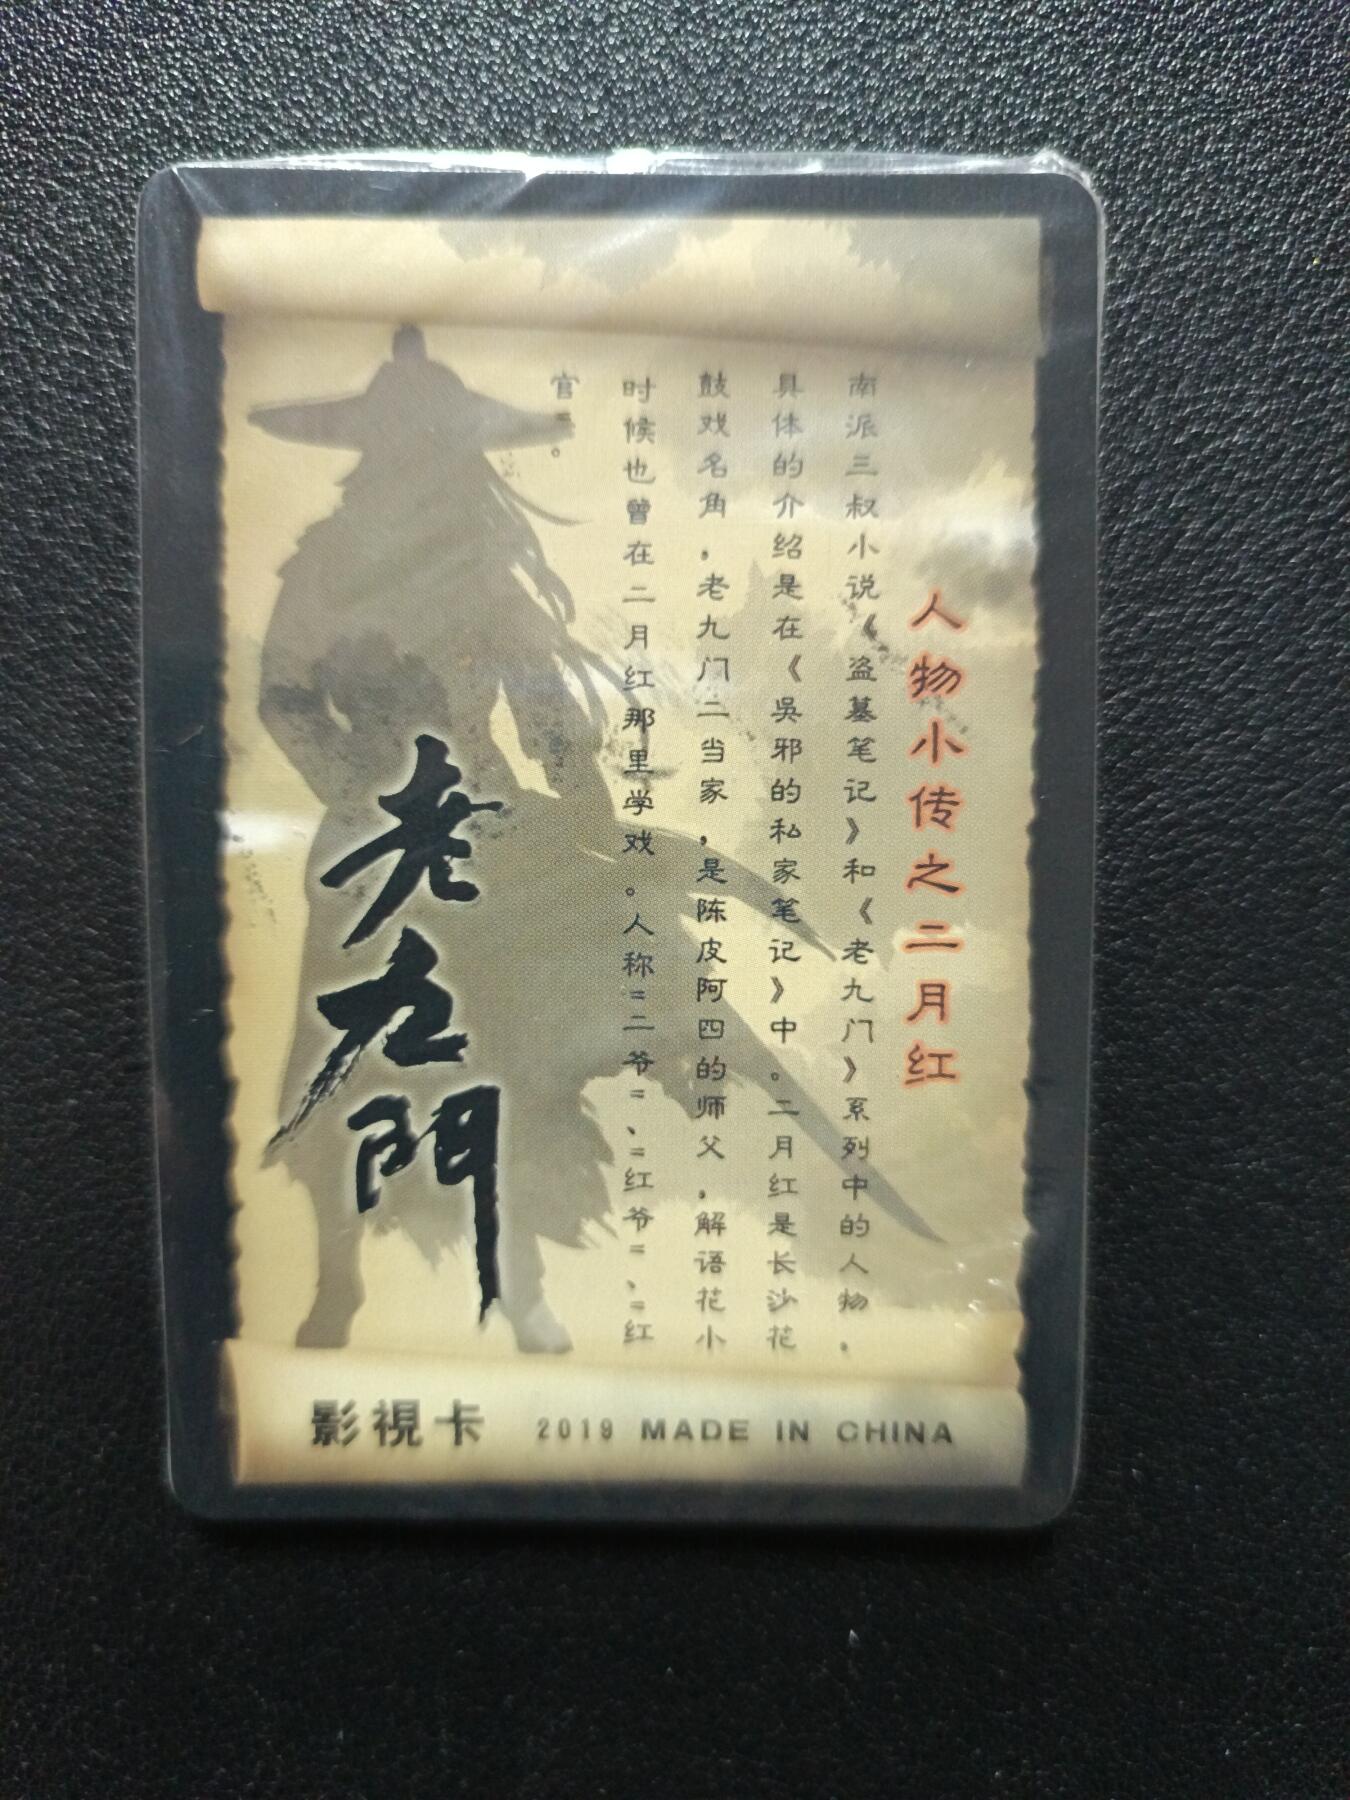 人物小传之二月红
南派三叔小说《盗墓笔记》和《老九门》系列中的人物，
具体的介绍是在《吳邪的私家笔记》中。二月红是长沙花
鼓戏名角，老九门二当家，是陈皮阿四的师父，解语花小
时候也曾在二月红那里学戏。人称"二爷"、"红爷"、"红
官"。
老九門
影視卡 2019 MADE IN CHINA